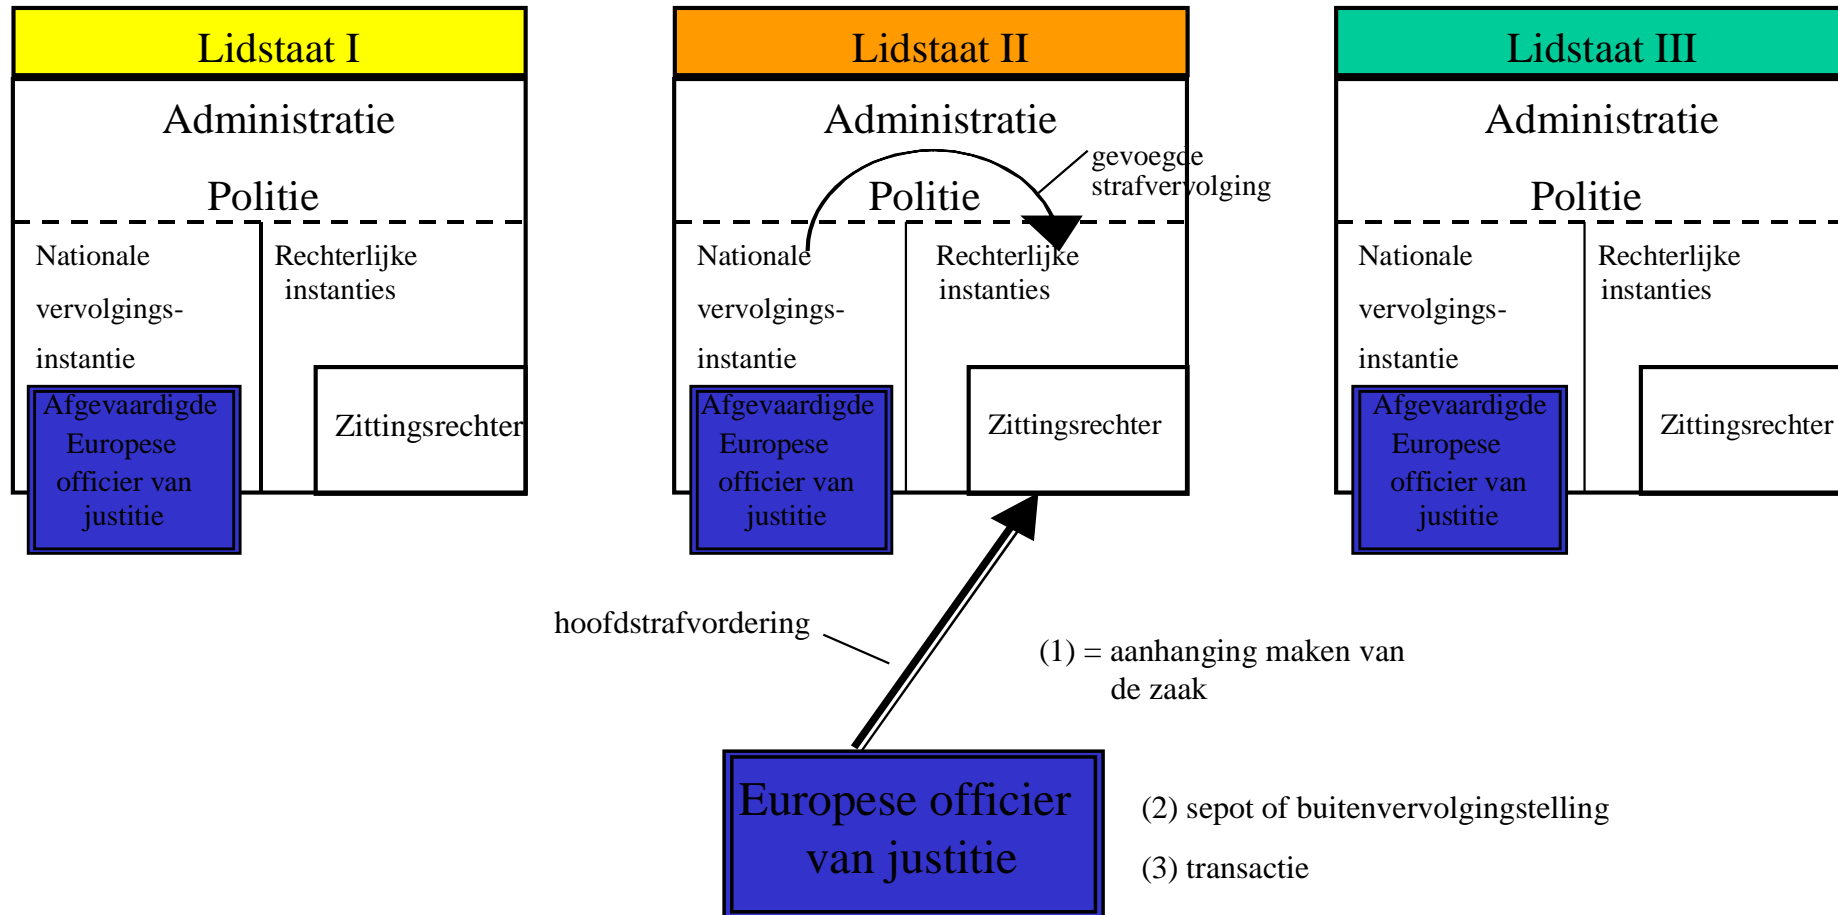 Lidstaat I
Administratie
Politie
Nationale
vervolgings-
instantie
Rechterlijke
instanties
Afgevaardigde
Europese
officier van
justitie
Zittingsrechter
Lidstaat II
Administratie
gevoegde
strafvervolging
Politie
Nationale
vervolgings-
instantie
Rechterlijke
instanties
Afgevaardigde
Europese
officier van
justitie
Zittingsrechter
Lidstaat III
Administratie
Politie
Nationale
vervolgings-
instantie
Rechterlijke
instanties
Afgevaardigde
Europese
officier van
justitie
Zittingsrechter
hoofdstrafvordering
(1) = aanhanging maken van
de zaak
Europese officier
van justitie
(2) sepot of buitenvervolgingstelling
(3) transactie